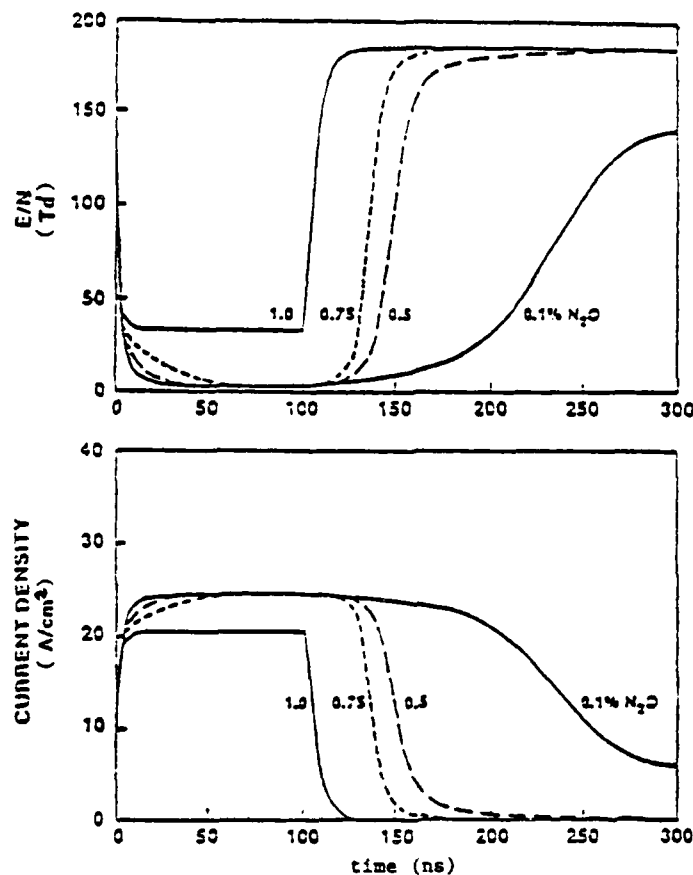 200
150
100
50
0
E/N
(Td)
1.0 0.75 0.5 0.1% N₂O
0 50 100 150 200 250 300
40
30
20
10
0
CURRENT DENSITY
(A/cm²)
1.0 0.75 0.5 0.1% N₂O
0 50 100 150 200 250 300
time (ns)